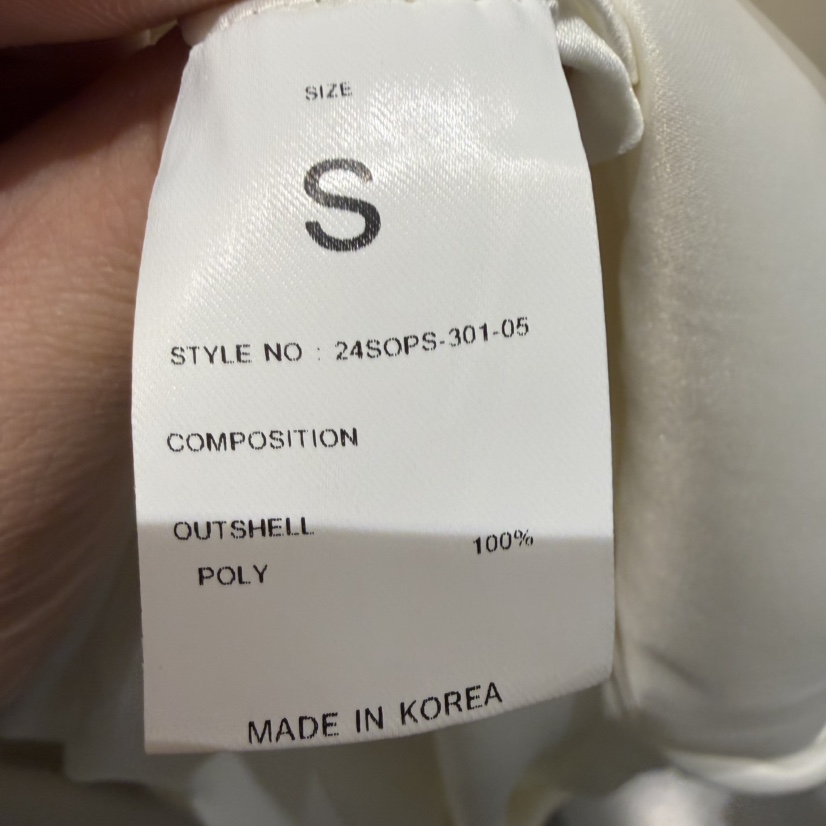 SIZE
S
STYLE NO : 24SOPS-301-05
COMPOSITION
OUTSHELL
100%
POLY
MADE IN KOREA